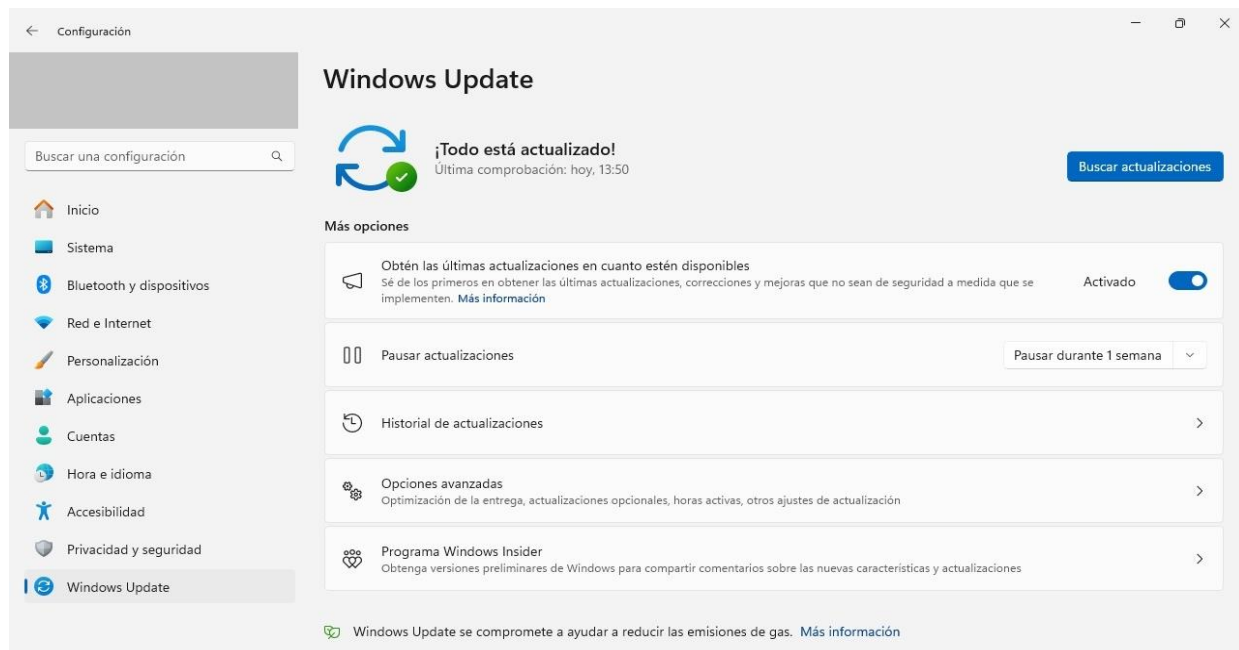 Configuración
Buscar una configuración
Inicio
Sistema
Bluetooth y dispositivos
Red e Internet
Personalización
Aplicaciones
Cuentas
Hora e idioma
Accesibilidad
Privacidad y seguridad
Windows Update
Windows Update
¡Todo está actualizado!
Última comprobación: hoy, 13:50
Buscar actualizaciones
Más opciones
Obtén las últimas actualizaciones en cuanto estén disponibles
Sé de los primeros en obtener las últimas actualizaciones, correcciones y mejoras que no sean de seguridad a medida que se
implementen. Más información
Activado
Pausar actualizaciones
Pausar durante 1 semana
Historial de actualizaciones
Opciones avanzadas
Optimización de la entrega, actualizaciones opcionales, horas activas, otros ajustes de actualización
Programa Windows Insider
Obtenga versiones preliminares de Windows para compartir comentarios sobre las nuevas características y actualizaciones
Windows Update se compromete a ayudar a reducir las emisiones de gas. Más información